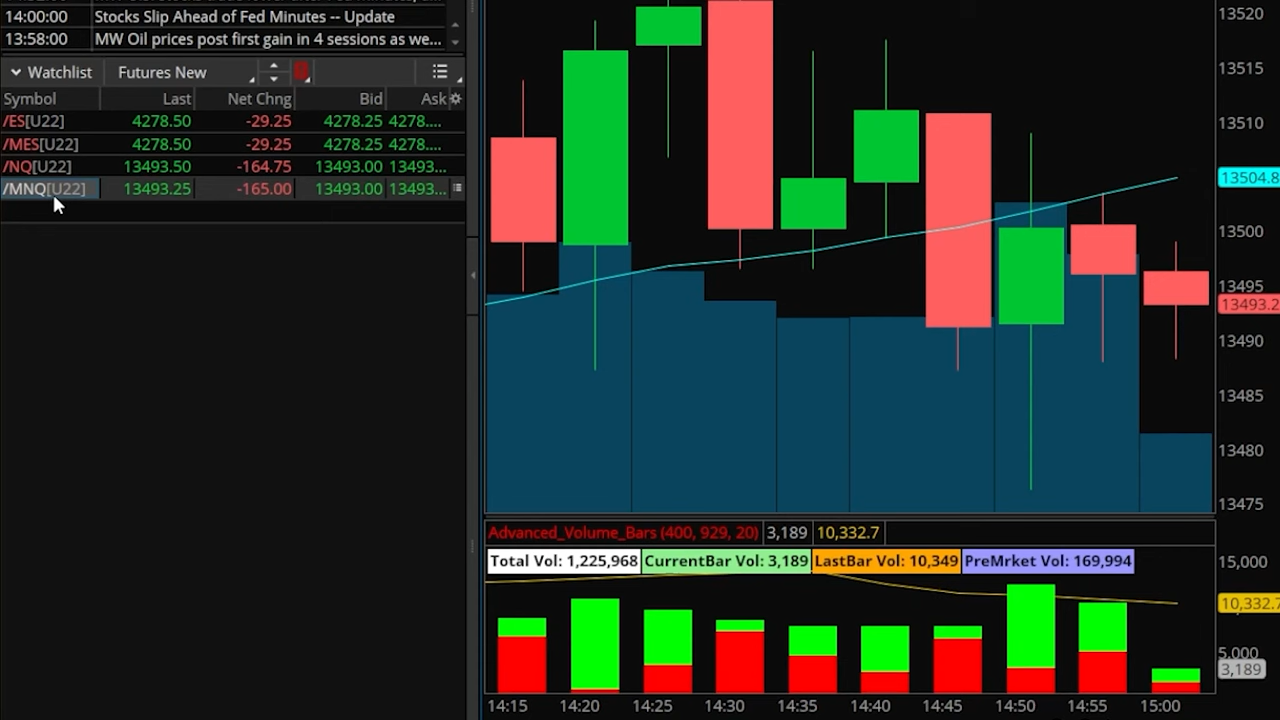 14:00:00 Stocks Slip Ahead of Fed Minutes -- Update
13:58:00 MW Oil prices post first gain in 4 sessions as we...
Watchlist Futures New
Symbol Last Net Chng Bid Ask
/ES[U22] 4278.50 -29.25 4278.25 4278....
/MES[U22] 4278.50 -29.25 4278.25 4278....
/NQ[U22] 13493.50 -164.75 13493.00 13493...
/MNQ[U22] 13493.25 -165.00 13493.00 13493...
13520
13515
13510
13504.8
13500
13495
13493.2
13490
13485
13480
13475
Advanced_Volume_Bars (400, 929, 20) 3,189 10,332.7
Total Vol: 1,225,968 CurrentBar Vol: 3,189 LastBar Vol: 10,349 PreMrket Vol: 169,994
15,000
10,332.7
5,000
3,189
14:15 14:20 14:25 14:30 14:35 14:40 14:45 14:50 14:55 15:00